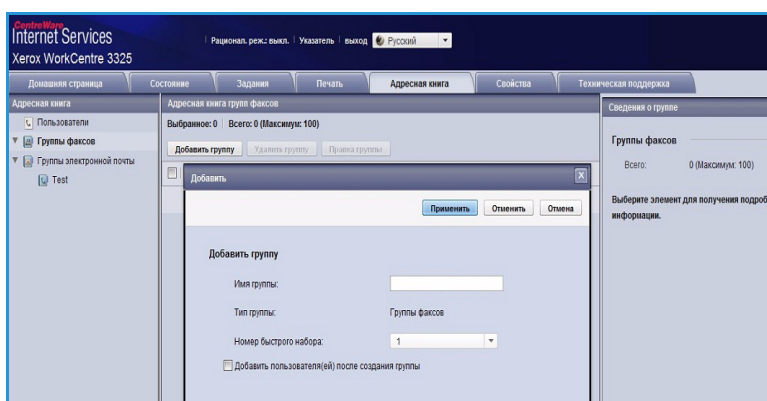 CentreWare
Internet Services
Xerox WorkCentre 3325
Рационал. реж.: выкл. Указатель выход Русский
Домашняя страница Состояние Задания Печать Адресная книга Свойства Техническая поддержка
Адресная книга
Пользователи
Группы факсов
Группы электронной почты
Test
Адресная книга групп факсов
Выбранное: 0 Всего: 0 (Максимум: 100)
Добавить группу Удалить группу Правка группы
Добавить X
Применить Отменить Отмена
Добавить группу
Имя группы:
Тип группы: Группы факсов
Номер быстрого набора: 1
Добавить пользователя(ей) после создания группы
Сведения о группе
Группы факсов
Всего: 0 (Максимум: 100)
Выберите элемент для получения подроб
информации.